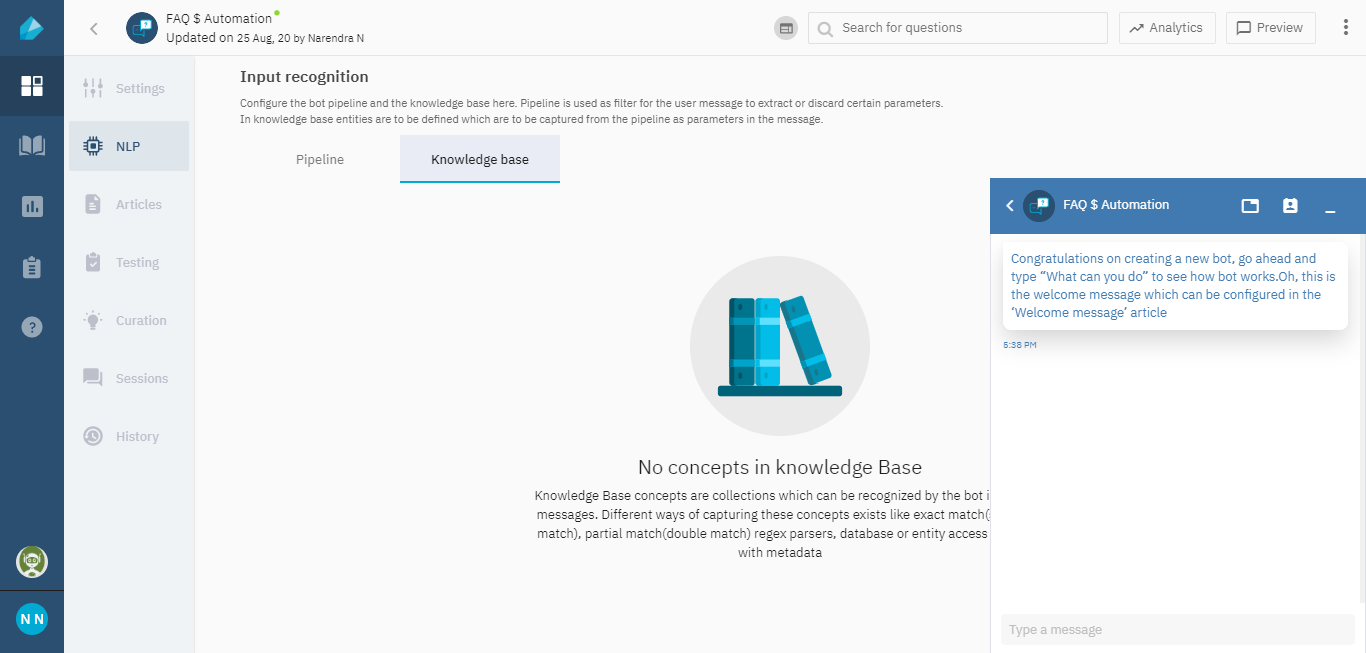 FAQ $ Automation
Updated on 25 Aug, 20 by Narendra N
Search for questions
Analytics
Preview
Settings
NLP
Articles
Testing
Curation
Sessions
History
N N
Input recognition
Configure the bot pipeline and the knowledge base here. Pipeline is used as filter for the user message to extract or discard certain parameters.
In knowledge base entities are to be defined which are to be captured from the pipeline as parameters in the message.
Pipeline
Knowledge base
No concepts in knowledge Base
Knowledge Base concepts are collections which can be recognized by the bot i
messages. Different ways of capturing these concepts exists like exact match(
match), partial match(double match) regex parsers, database or entity access
with metadata
FAQ $ Automation
Congratulations on creating a new bot, go ahead and
type “What can you do” to see how bot works.Oh, this is
the welcome message which can be configured in the
‘Welcome message’ article
5:38 PM
Type a message